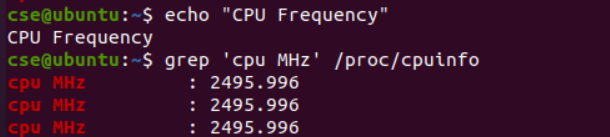 cse@ubuntu:~$ echo "CPU Frequency"
CPU Frequency
cse@ubuntu:~$ grep 'cpu MHz' /proc/cpuinfo
cpu MHz : 2495.996
cpu MHz : 2495.996
cpu MHz : 2495.996